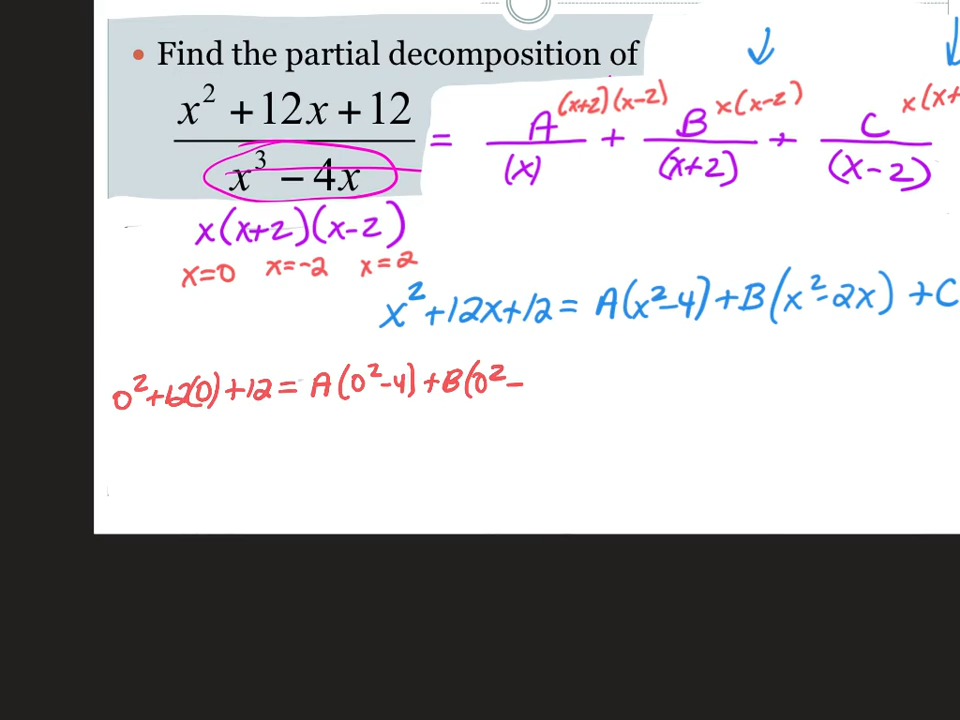 • Find the partial decomposition of
x² + 12x + 12 / x³ − 4x = A/(x) (x+2)(x−2) + B/(x+2) x(x−2) + C/(x−2) x(x+
x(x+2)(x−2)
x=0 x=−2 x=2
x²+12x+12 = A(x²−4)+B(x²−2x)+C
0²+12(0)+12 = A(0²−4)+B(0²−